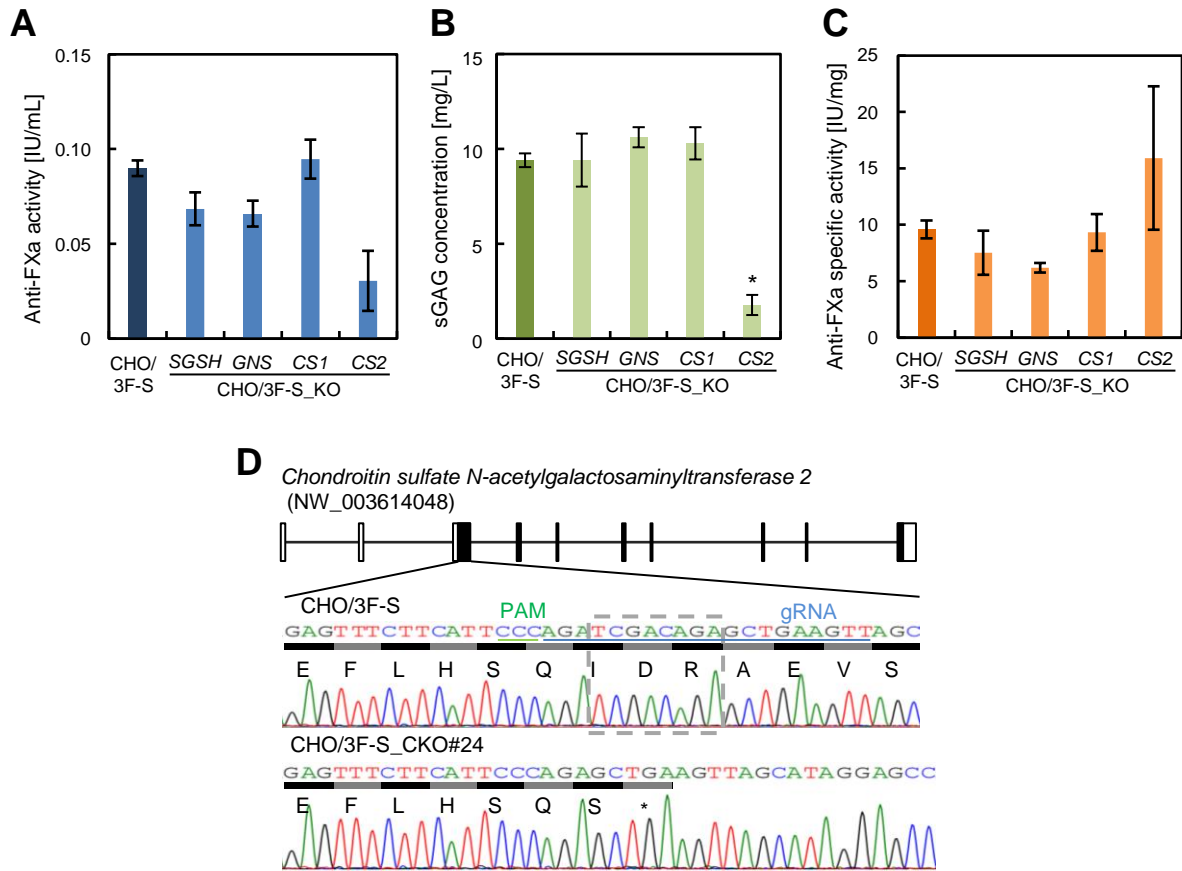 A
Anti-FXa activity [IU/mL]
0.15
0.10
0.05
0
CHO/
3F-S
SGSH GNS CS1 CS2
CHO/3F-S_KO
B
sGAG concentration [mg/L]
15
10
5
0
*
CHO/
3F-S
SGSH GNS CS1 CS2
CHO/3F-S_KO
C
Anti-FXa specific activity [IU/mg]
25
20
15
10
5
0
CHO/
3F-S
SGSH GNS CS1 CS2
CHO/3F-S_KO
D
Chondroitin sulfate N-acetylgalactosaminyltransferase 2
(NW_003614048)
CHO/3F-S PAM gRNA
GAGTTTCTTCATTCCCAGATCGACAGAGCTGAAGTTAGC
E F L H S Q I D R A E V S
CHO/3F-S_CKO#24
GAGTTTCTTCATTCCCAGAGCTGAAGTTAGCATAGGAGCC
E F L H S Q S *